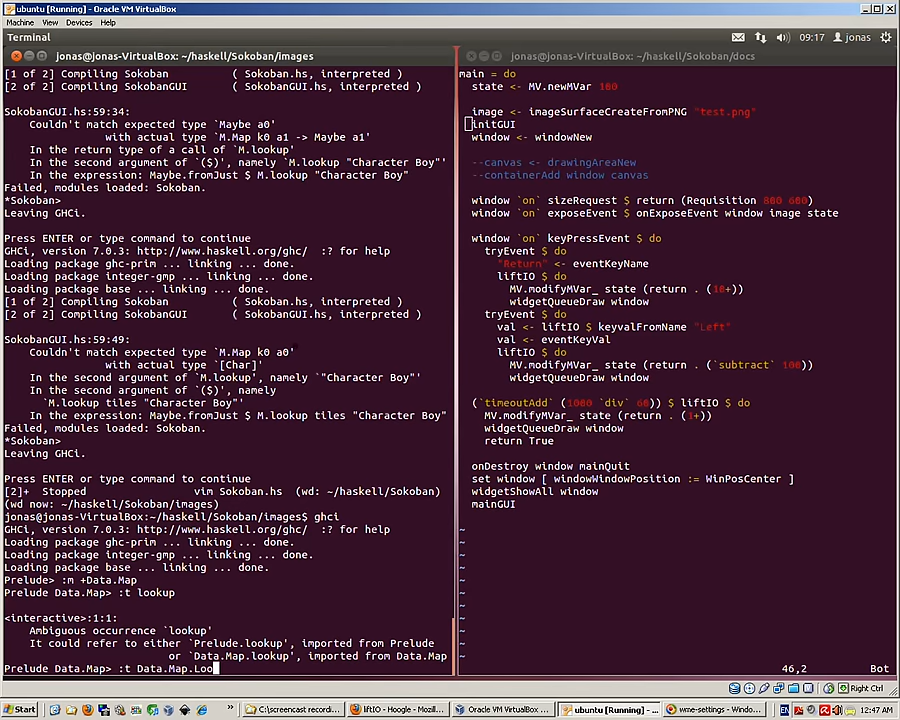 ubuntu [Running] - Oracle VM VirtualBox
Machine View Devices Help
Terminal
09:17
jonas
jonas@jonas-VirtualBox: ~/haskell/Sokoban/images
[1 of 2] Compiling Sokoban ( Sokoban.hs, interpreted )
[2 of 2] Compiling SokobanGUI ( SokobanGUI.hs, interpreted )
SokobanGUI.hs:59:34:
Couldn't match expected type `Maybe a0'
with actual type `M.Map k0 a1 -> Maybe a1'
In the return type of a call of `M.lookup'
In the second argument of `($)', namely `M.lookup "Character Boy"'
In the expression: Maybe.fromJust $ M.lookup "Character Boy"
Failed, modules loaded: Sokoban.
*Sokoban>
Leaving GHCi.
Press ENTER or type command to continue
GHCi, version 7.0.3: http://www.haskell.org/ghc/ :? for help
Loading package ghc-prim ... linking ... done.
Loading package integer-gmp ... linking ... done.
Loading package base ... linking ... done.
[1 of 2] Compiling Sokoban ( Sokoban.hs, interpreted )
[2 of 2] Compiling SokobanGUI ( SokobanGUI.hs, interpreted )
SokobanGUI.hs:59:49:
Couldn't match expected type `M.Map k0 a0'
with actual type `[Char]'
In the second argument of `M.lookup', namely `"Character Boy"'
In the second argument of `($)', namely
`M.lookup tiles "Character Boy"'
In the expression: Maybe.fromJust $ M.lookup tiles "Character Boy"
Failed, modules loaded: Sokoban.
*Sokoban>
Leaving GHCi.
Press ENTER or type command to continue
[2]+ Stopped vim Sokoban.hs (wd: ~/haskell/Sokoban)
(wd now: ~/haskell/Sokoban/images)
jonas@jonas-VirtualBox:~/haskell/Sokoban/images$ ghci
GHCi, version 7.0.3: http://www.haskell.org/ghc/ :? for help
Loading package ghc-prim ... linking ... done.
Loading package integer-gmp ... linking ... done.
Loading package base ... linking ... done.
Prelude> :m +Data.Map
Prelude Data.Map> :t lookup
<interactive>:1:1:
Ambiguous occurrence `lookup'
It could refer to either `Prelude.lookup', imported from Prelude
or `Data.Map.lookup', imported from Data.Map
Prelude Data.Map> :t Data.Map.Loo
jonas@jonas-VirtualBox: ~/haskell/Sokoban/docs
main = do
state <- MV.newMVar 160
image <- imageSurfaceCreateFromPNG "test.png"
initGUI
window <- windowNew
--canvas <- drawingAreaNew
--containerAdd window canvas
window `on` sizeRequest $ return (Requisition 800 600)
window `on` exposeEvent $ onExposeEvent window image state
window `on` keyPressEvent $ do
tryEvent $ do
"Return" <- eventKeyName
liftIO $ do
MV.modifyMVar_ state (return . (10+))
widgetQueueDraw window
tryEvent $ do
val <- liftIO $ keyvalFromName "Left"
val <- eventKeyVal
liftIO $ do
MV.modifyMVar_ state (return . (`subtract` 100))
widgetQueueDraw window
(`timeoutAdd` (1000 `div` 60)) $ liftIO $ do
MV.modifyMVar_ state (return . (1+))
widgetQueueDraw window
return True
onDestroy window mainQuit
set window [ windowWindowPosition := WinPosCenter ]
widgetShowAll window
mainGUI
~
~
~
~
~
~
~
~
~
~
~
46,2 Bot
Right Ctrl
Start
C:\screencast recordi...
liftIO - Hoogle - Mozill...
Oracle VM VirtualBox ...
ubuntu [Running] - ...
wme-settings - Window...
EN
12:47 AM